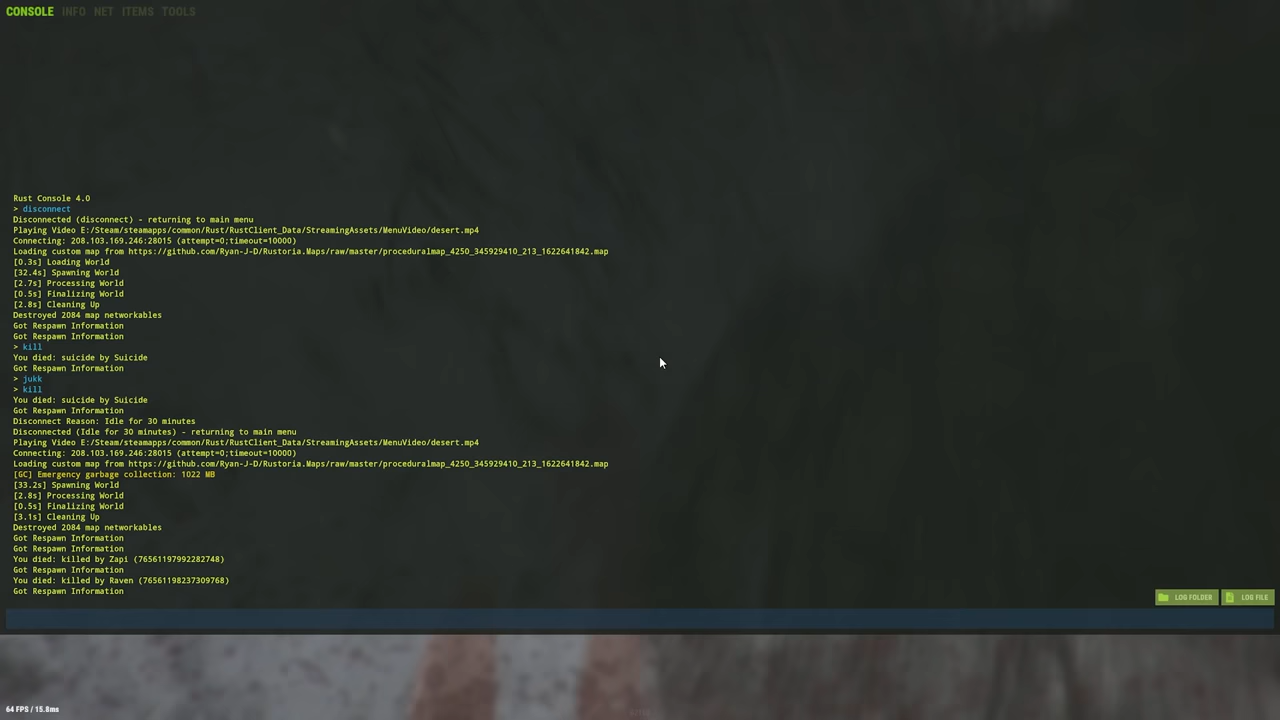 CONSOLE INFO NET ITEMS TOOLS
Rust Console 4.0
> disconnect
Disconnected (disconnect) - returning to main menu
Playing Video E:/Steam/steamapps/common/Rust/RustClient_Data/StreamingAssets/MenuVideo/desert.mp4
Connecting: 208.103.169.246:28015 (attempt=0;timeout=10000)
Loading custom map from https://github.com/Ryan-J-D/Rustoria.Maps/raw/master/proceduralmap_4250_345929410_213_1622641842.map
[0.3s] Loading World
[32.4s] Spawning World
[2.7s] Processing World
[0.5s] Finalizing World
[2.8s] Cleaning Up
Destroyed 2084 map networkables
Got Respawn Information
Got Respawn Information
> kill
You died: suicide by Suicide
Got Respawn Information
> jukk
> kill
You died: suicide by Suicide
Got Respawn Information
Disconnect Reason: Idle for 30 minutes
Disconnected (Idle for 30 minutes) - returning to main menu
Playing Video E:/Steam/steamapps/common/Rust/RustClient_Data/StreamingAssets/MenuVideo/desert.mp4
Connecting: 208.103.169.246:28015 (attempt=0;timeout=10000)
Loading custom map from https://github.com/Ryan-J-D/Rustoria.Maps/raw/master/proceduralmap_4250_345929410_213_1622641842.map
[GC] Emergency garbage collection: 1022 MB
[33.2s] Spawning World
[2.8s] Processing World
[0.5s] Finalizing World
[3.1s] Cleaning Up
Destroyed 2084 map networkables
Got Respawn Information
Got Respawn Information
You died: killed by Zapi (76561197992282748)
Got Respawn Information
You died: killed by Raven (76561198237309768)
Got Respawn Information
LOG FOLDER LOG FILE
64 FPS / 15.8ms